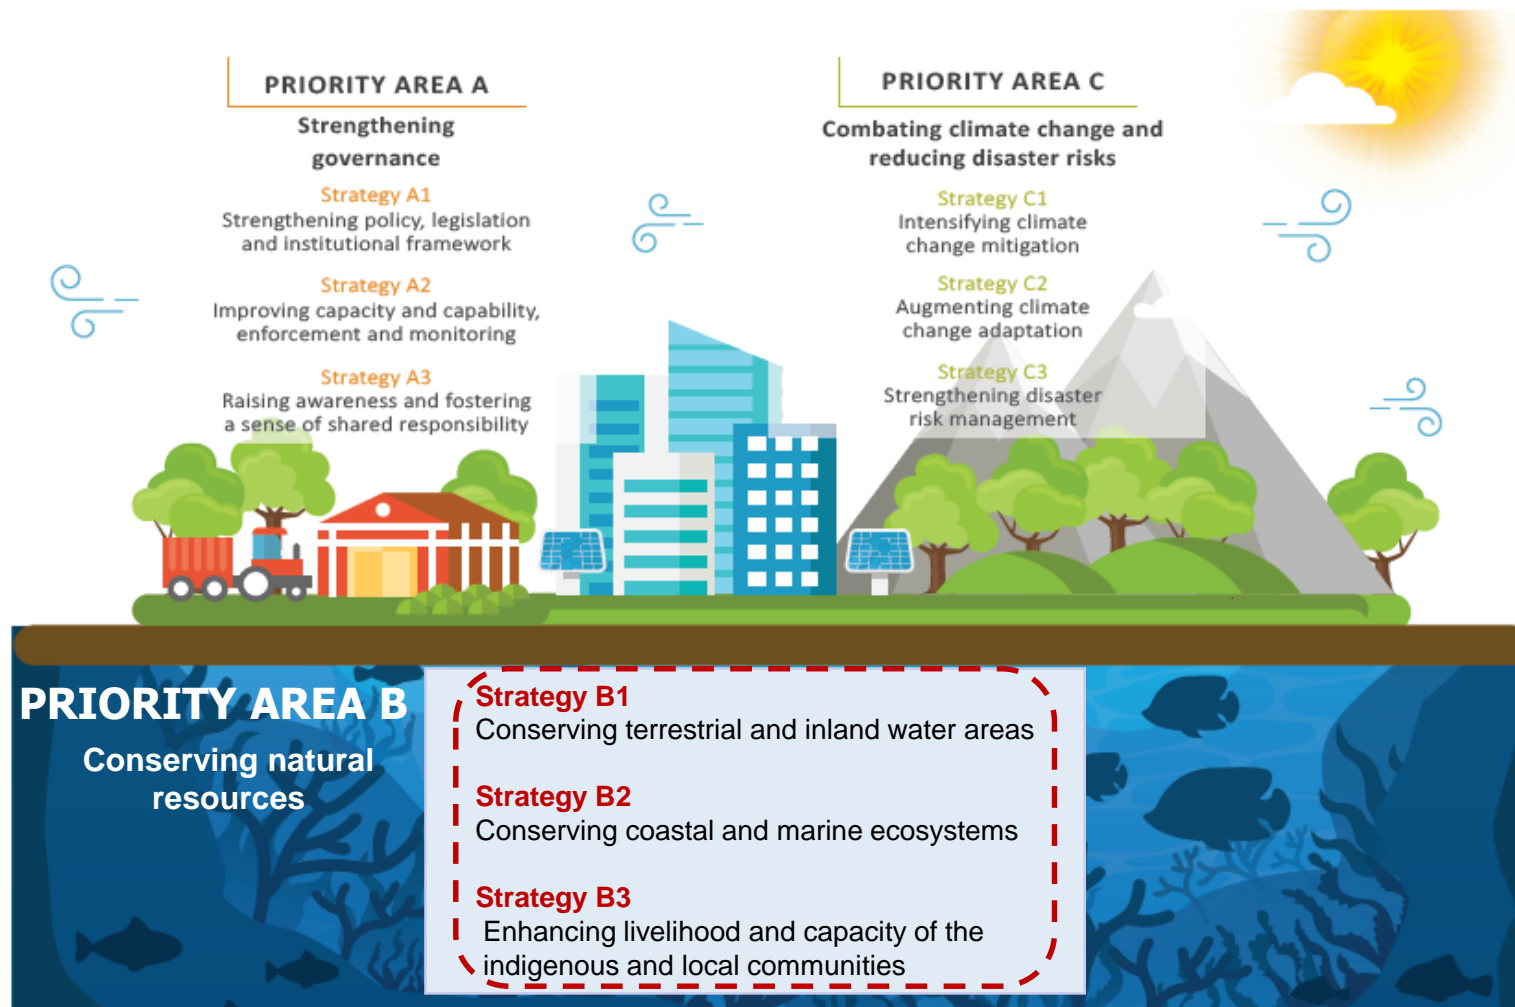 PRIORITY AREA A
Strengthening
governance
Strategy A1
Strengthening policy, legislation
and institutional framework
Strategy A2
Improving capacity and capability,
enforcement and monitoring
Strategy A3
Raising awareness and fostering
a sense of shared responsibility
PRIORITY AREA C
Combating climate change and
reducing disaster risks
Strategy C1
Intensifying climate
change mitigation
Strategy C2
Augmenting climate
change adaptation
Strategy C3
Strengthening disaster
risk management
PRIORITY AREA B
Conserving natural
resources
Strategy B1
Conserving terrestrial and inland water areas
Strategy B2
Conserving coastal and marine ecosystems
Strategy B3
Enhancing livelihood and capacity of the
indigenous and local communities